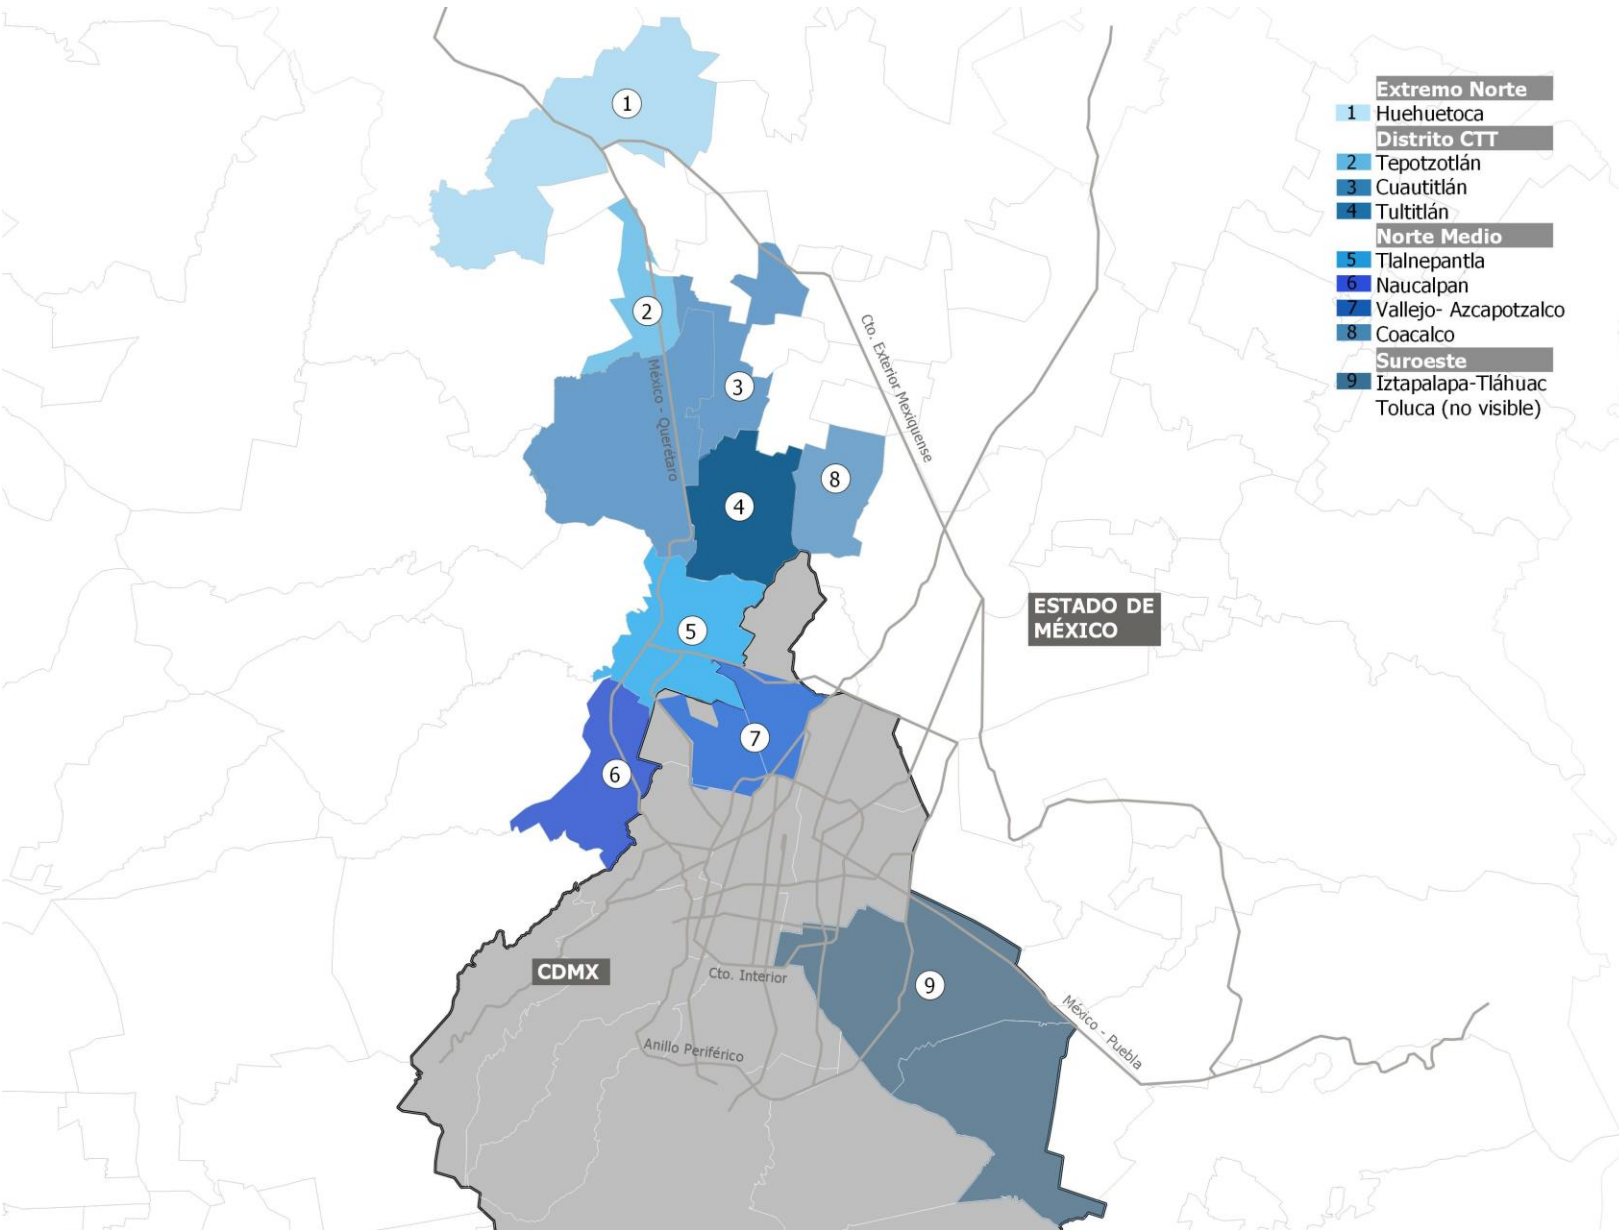 Extremo Norte
1 Huehuetoca
Distrito CTT
2 Tepotzotlán
3 Cuautitlán
4 Tultitlán
Norte Medio
5 Tlalnepantla
6 Naucalpan
7 Vallejo- Azcapotzalco
8 Coacalco
Suroeste
9 Iztapalapa-Tláhuac
Toluca (no visible)
1
2
Cto. Exterior Mexiquense
México - Querétaro
3
8
4
ESTADO DE
MÉXICO
5
7
6
CDMX
Cto. Interior
9
México - Puebla
Anillo Periférico